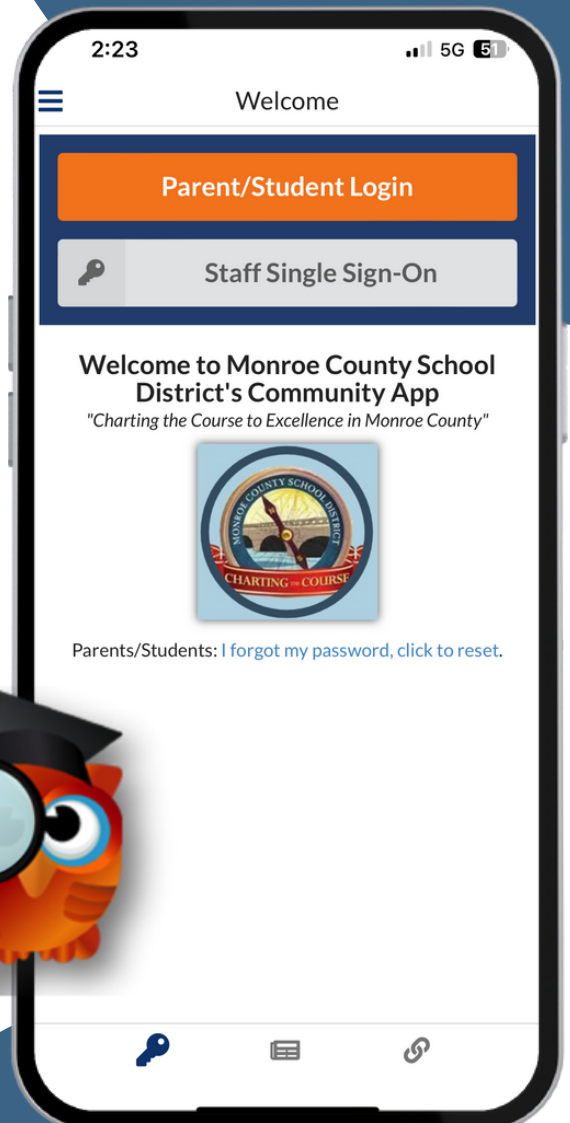 2:23
5G 51
Welcome
Parent/Student Login
Staff Single Sign-On
Welcome to Monroe County School
District's Community App
"Charting the Course to Excellence in Monroe County"
MONROE COUNTY SCHOOL DISTRICT
CHARTING THE COURSE
Parents/Students: I forgot my password, click to reset.